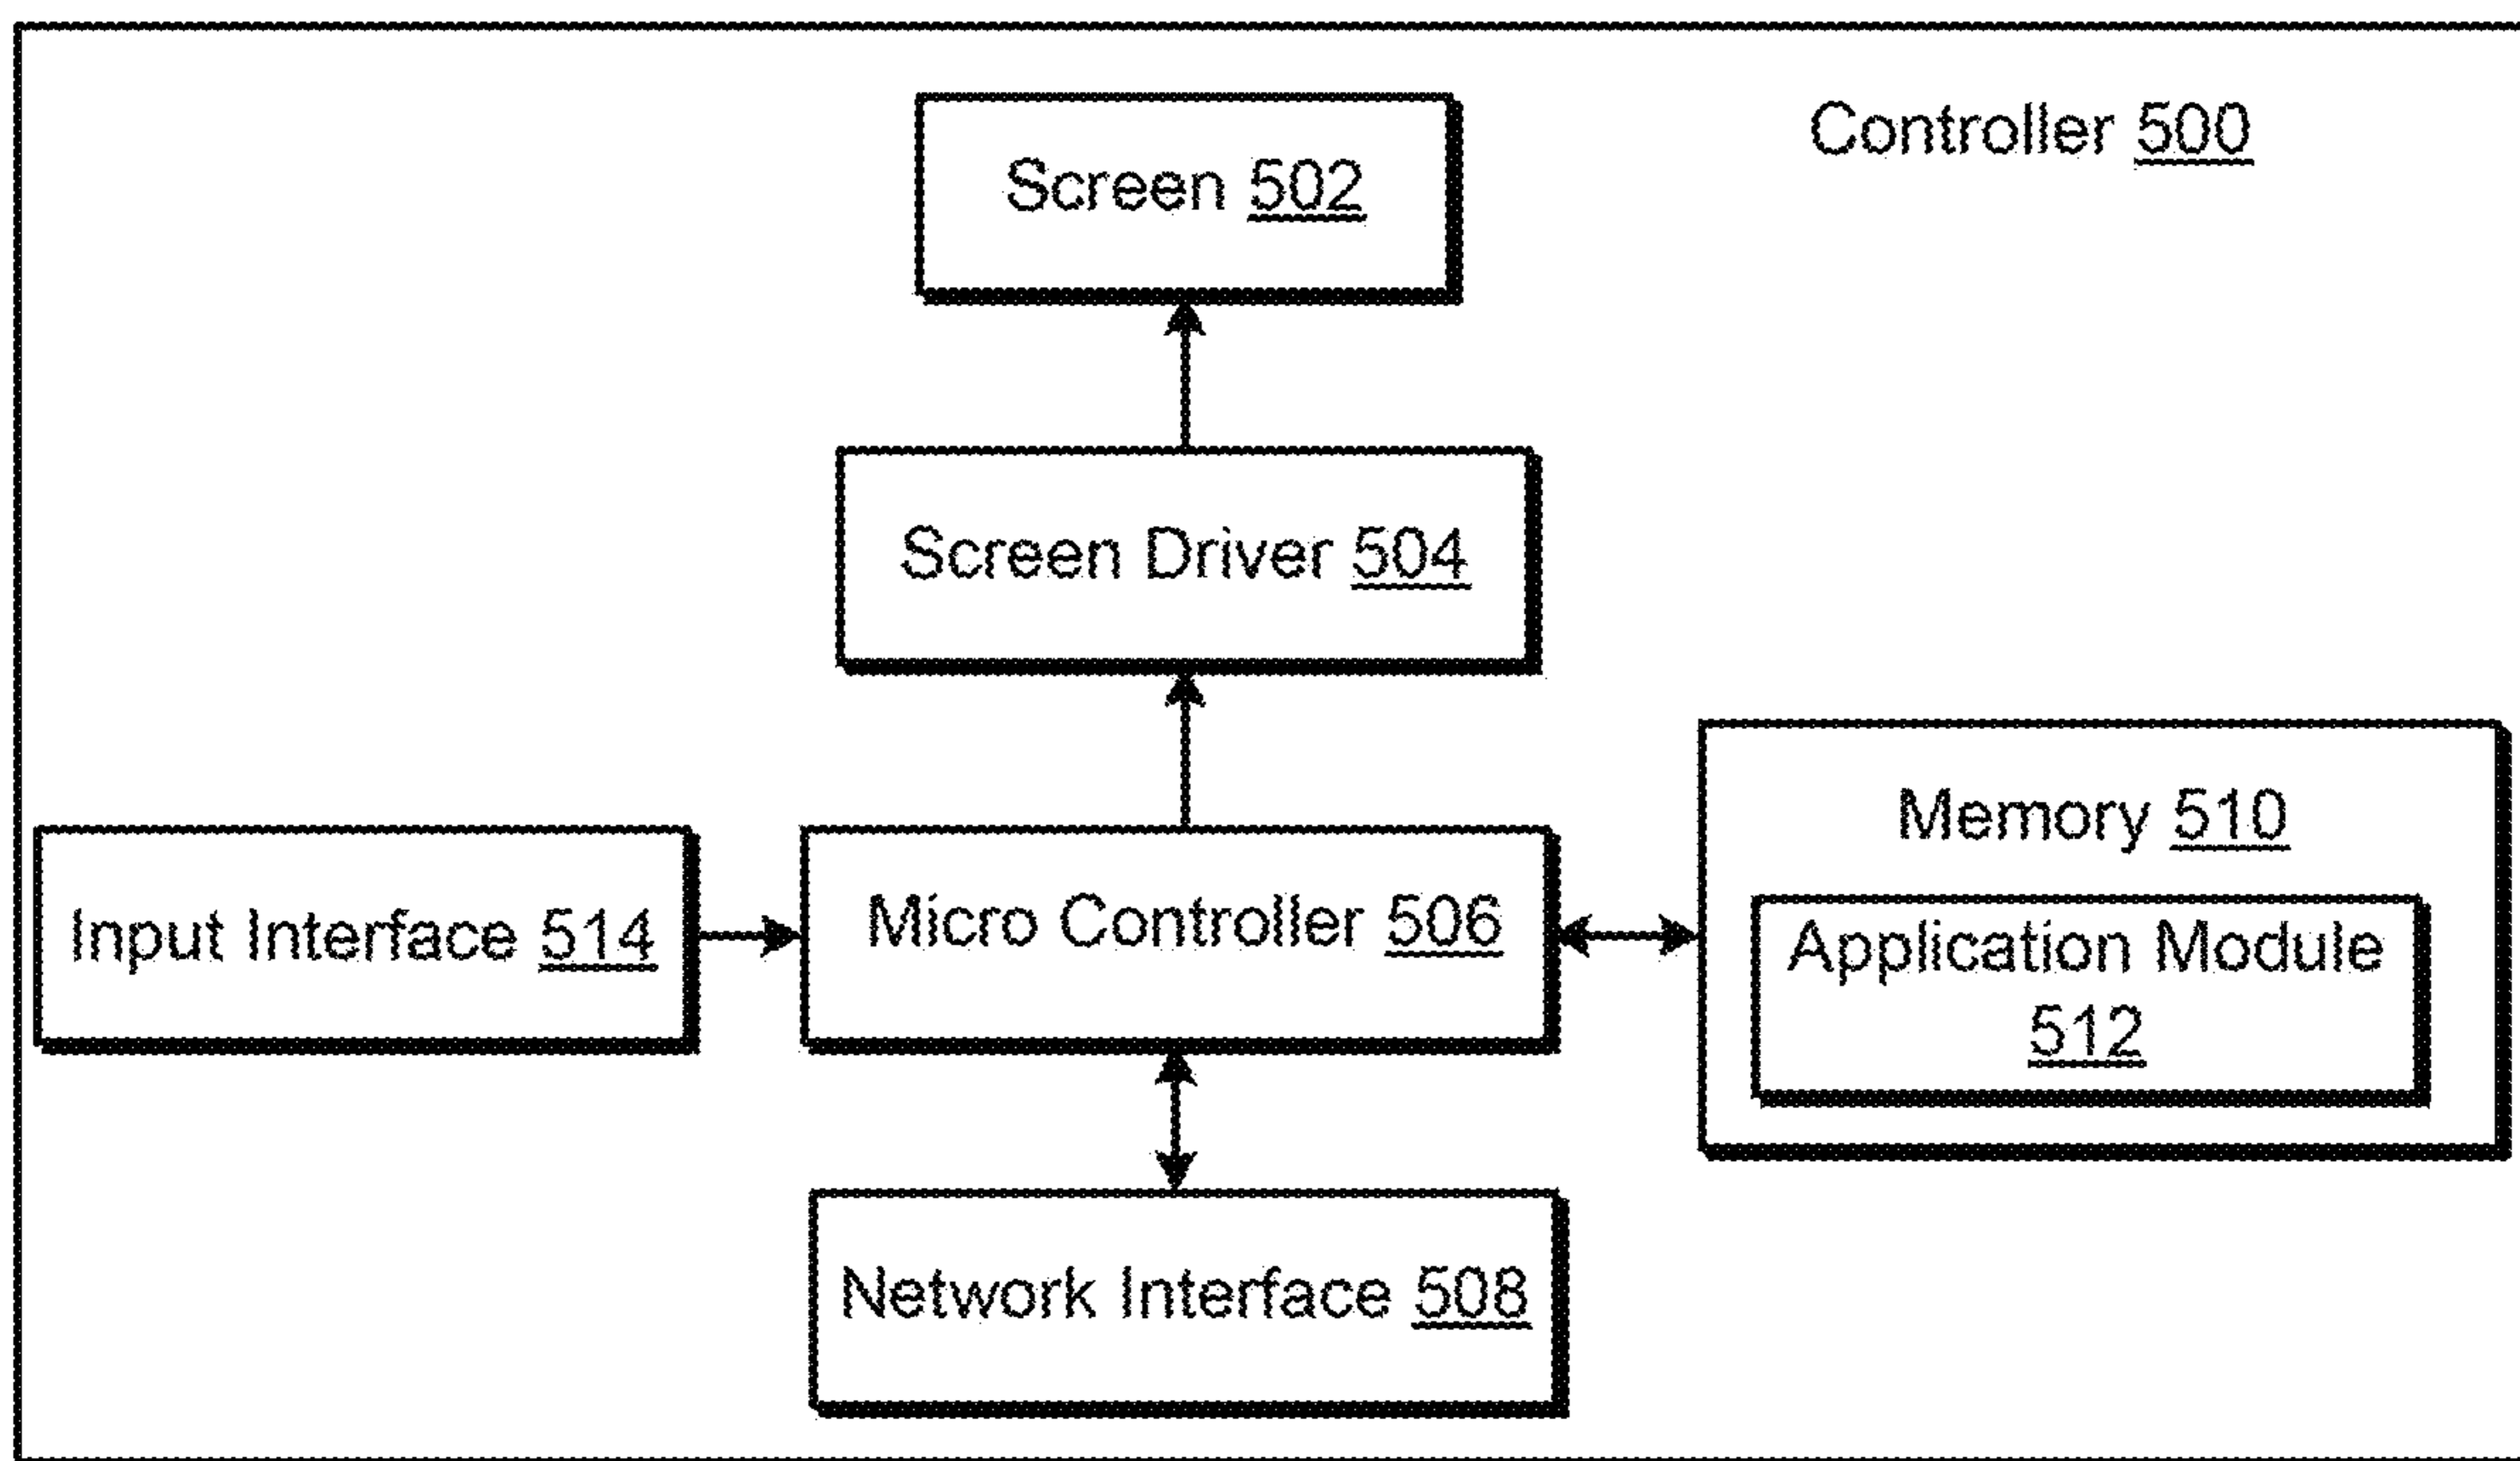 Controller 500
Screen 502
Screen Driver 504
Input Interface 514
Micro Controller 506
Memory 510
Application Module
512
Network Interface 508